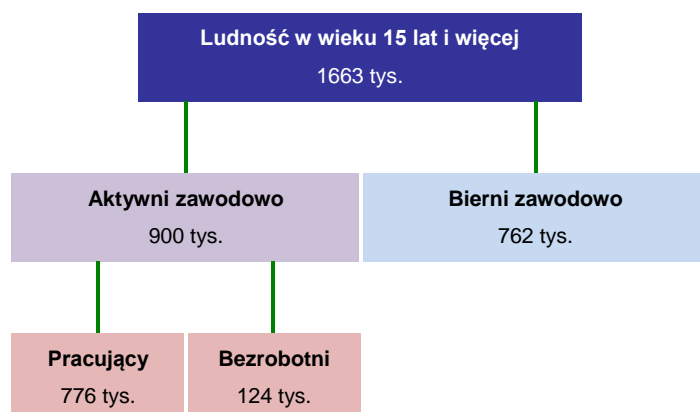 Ludność w wieku 15 lat i więcej
1663 tys.
Aktywni zawodowo
900 tys.
Bierni zawodowo
762 tys.
Pracujący
776 tys.
Bezrobotni
124 tys.